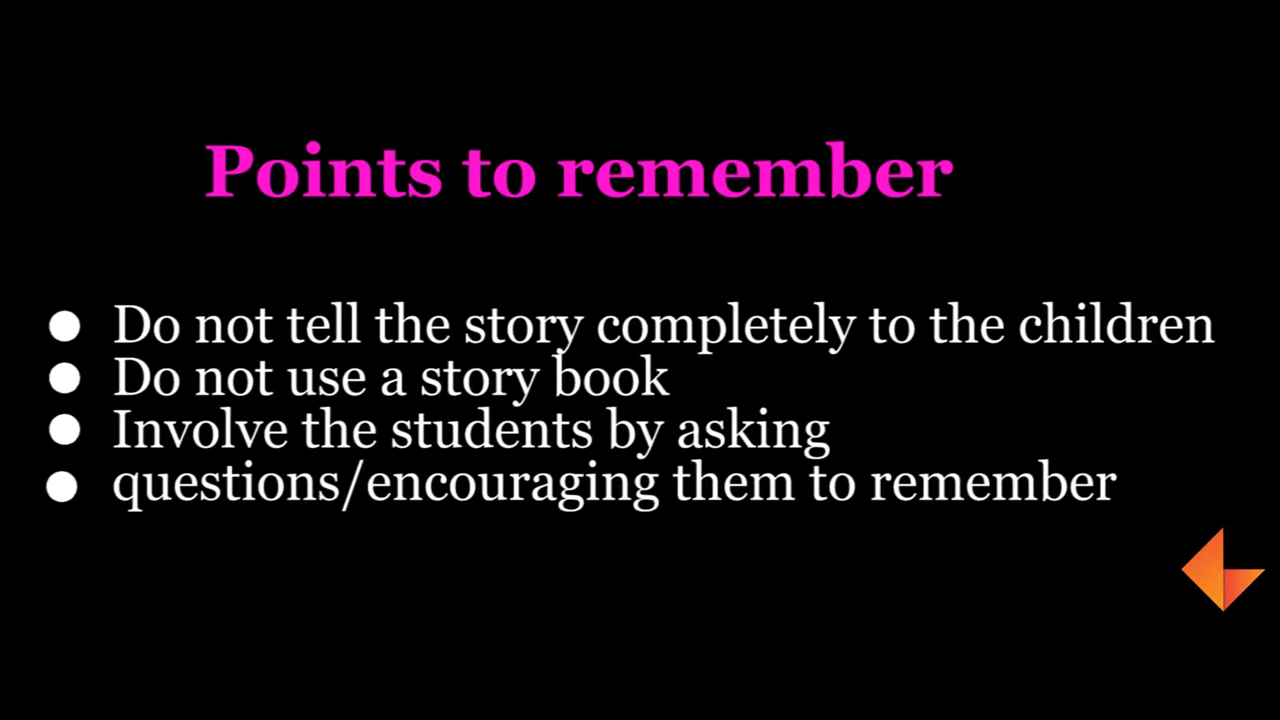 Points to remember
● Do not tell the story completely to the children
● Do not use a story book
● Involve the students by asking
● questions/encouraging them to remember